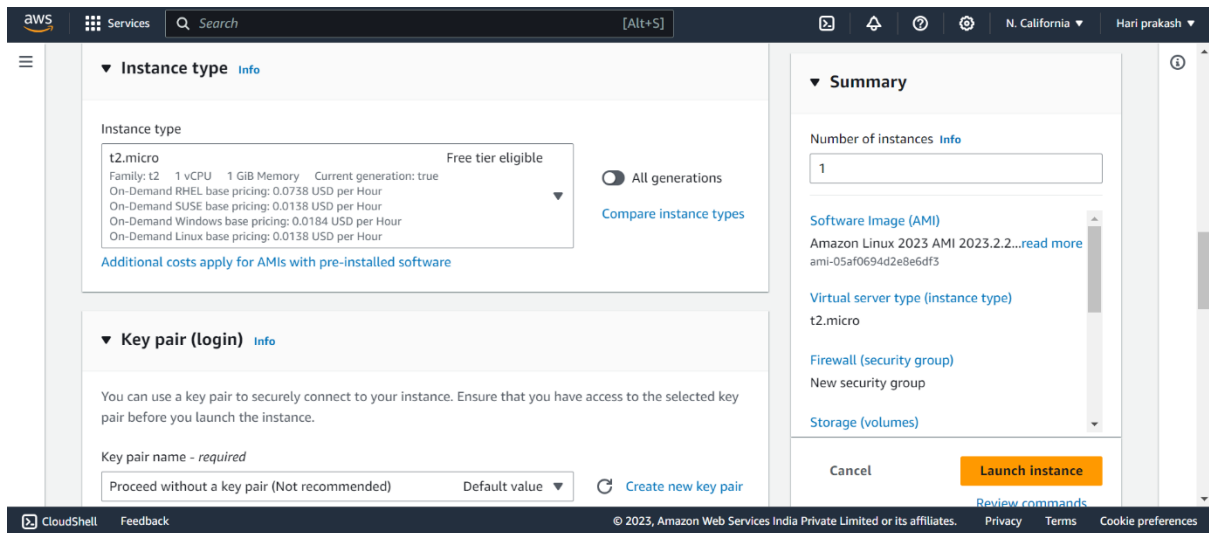 aws Services Search [Alt+S] N. California ▼ Hari prakash ▼
▼ Instance type Info
Instance type
t2.micro Free tier eligible
Family: t2 1 vCPU 1 GiB Memory Current generation: true
On-Demand RHEL base pricing: 0.0738 USD per Hour
On-Demand SUSE base pricing: 0.0138 USD per Hour
On-Demand Windows base pricing: 0.0184 USD per Hour
On-Demand Linux base pricing: 0.0138 USD per Hour
All generations
Compare instance types
Additional costs apply for AMIs with pre-installed software
▼ Key pair (login) Info
You can use a key pair to securely connect to your instance. Ensure that you have access to the selected key
pair before you launch the instance.
Key pair name - required
Proceed without a key pair (Not recommended) Default value ▼
Create new key pair
▼ Summary
Number of instances Info
1
Software Image (AMI)
Amazon Linux 2023 AMI 2023.2.2...read more
ami-05af0694d2e8e6df3
Virtual server type (instance type)
t2.micro
Firewall (security group)
New security group
Storage (volumes)
Cancel Launch instance
Review commands
CloudShell Feedback © 2023, Amazon Web Services India Private Limited or its affiliates. Privacy Terms Cookie preferences